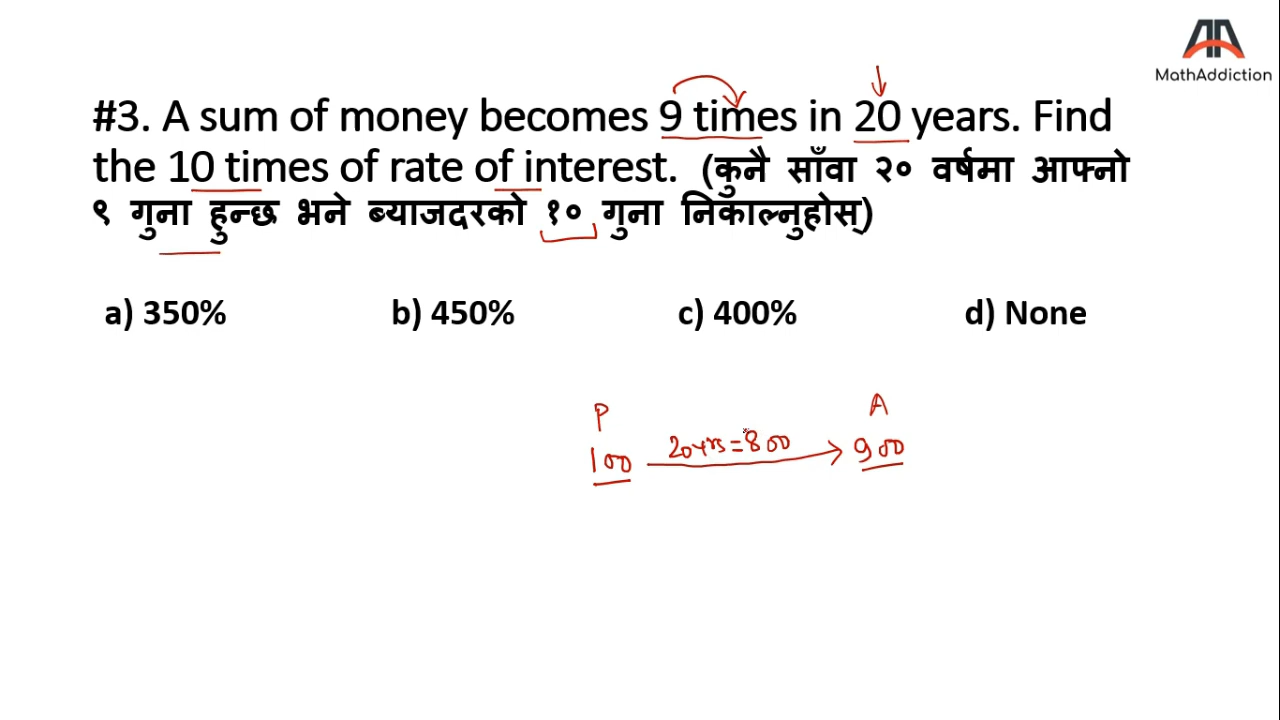 MathAddiction
#3. A sum of money becomes 9 times in 20 years. Find
the 10 times of rate of interest. (कुनै साँवा २० वर्षमा आफ्नो
९ गुना हुन्छ भने ब्याजदरको १० गुना निकाल्नुहोस्)
a) 350% b) 450% c) 400% d) None
P A
100 20yrs=800 900